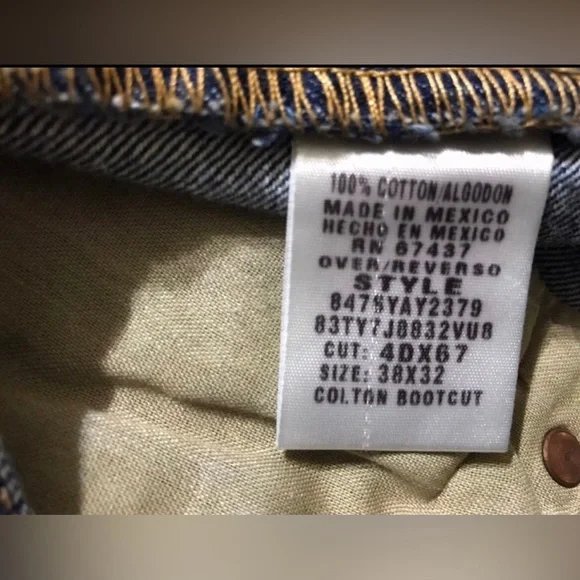 100% COTTON/ALGODON
MADE IN MEXICO
HECHO EN MEXICO
RN 67437
OVER/REVERSO
STYLE
8475YAY2379
83TY7J8832VU8
CUT: 4DX67
SIZE: 38X32
COLTON BOOTCUT